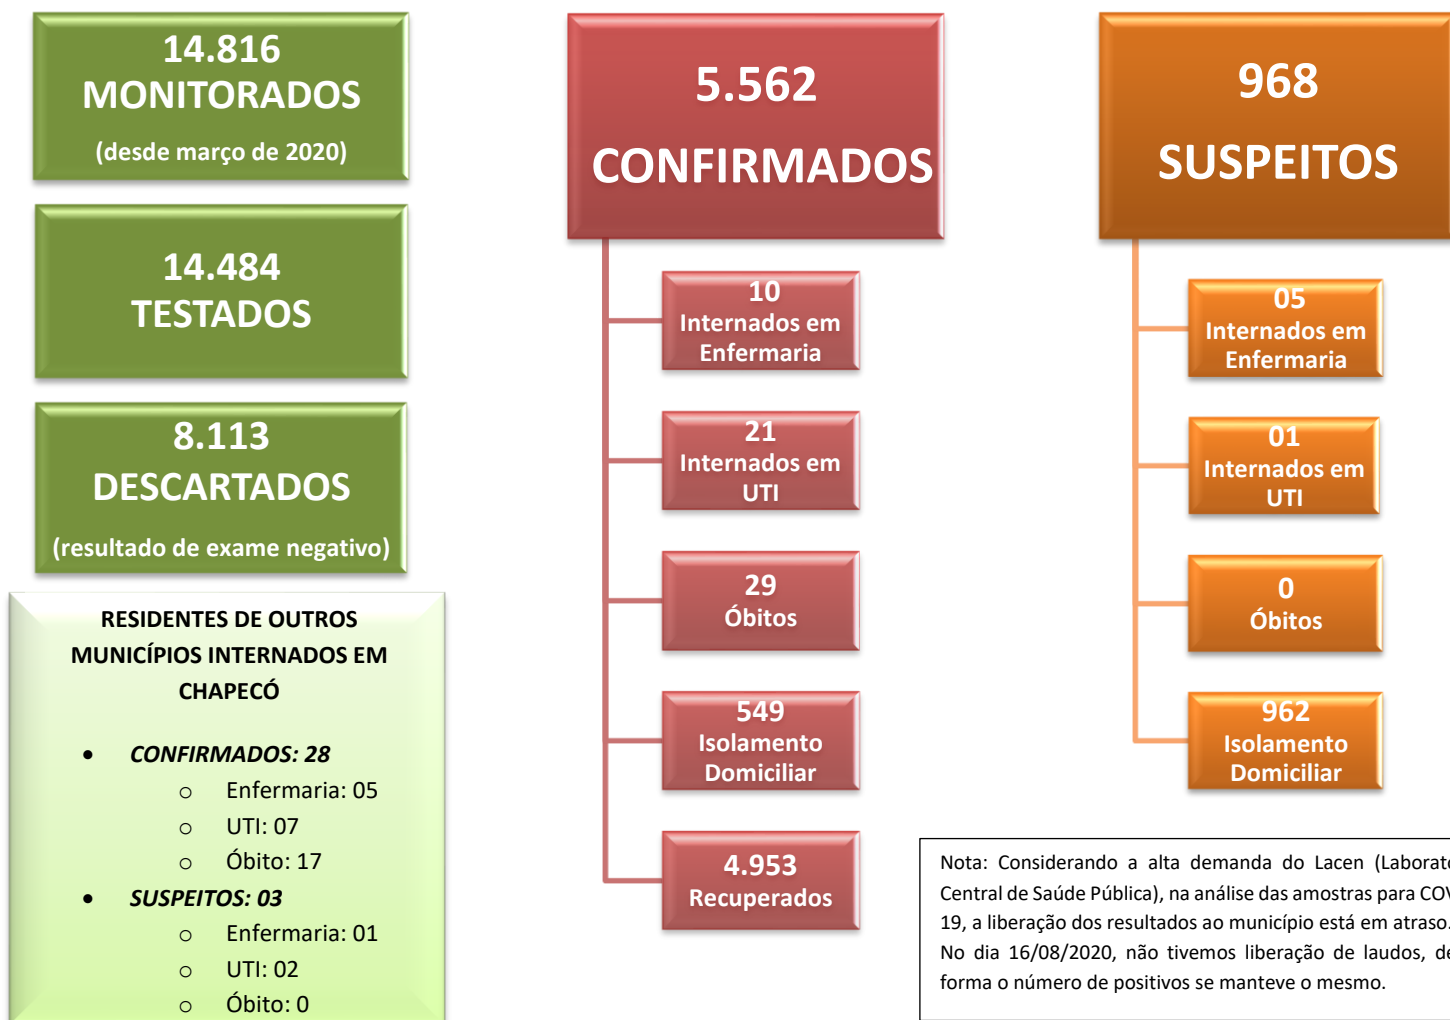 14.816
MONITORADOS
(desde março de 2020)
14.484
TESTADOS
8.113
DESCARTADOS
(resultado de exame negativo)
RESIDENTES DE OUTROS
MUNICÍPIOS INTERNADOS EM
CHAPECÓ
• CONFIRMADOS: 28
o Enfermaria: 05
o UTI: 07
o Óbito: 17
• SUSPEITOS: 03
o Enfermaria: 01
o UTI: 02
o Óbito: 0
5.562
CONFIRMADOS
10
Internados em
Enfermaria
21
Internados em
UTI
29
Óbitos
549
Isolamento
Domiciliar
4.953
Recuperados
968
SUSPEITOS
05
Internados em
Enfermaria
01
Internados em
UTI
0
Óbitos
962
Isolamento
Domiciliar
Nota: Considerando a alta demanda do Lacen
Central de Saúde Pública), na análise das amostras para
19, a liberação dos resultados ao município está em atraso.
No dia 16/08/2020, não tivemos liberação de laudos,
forma o número de positivos se manteve o mesmo.